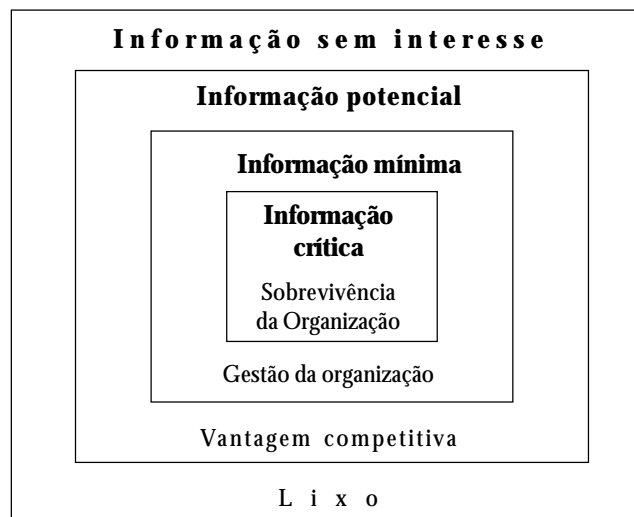 Informação sem interesse
Informação potencial
Informação mínima
Informação
crítica
Sobrevivência
da Organização
Gestão da organização
Vantagem competitiva
Lixo